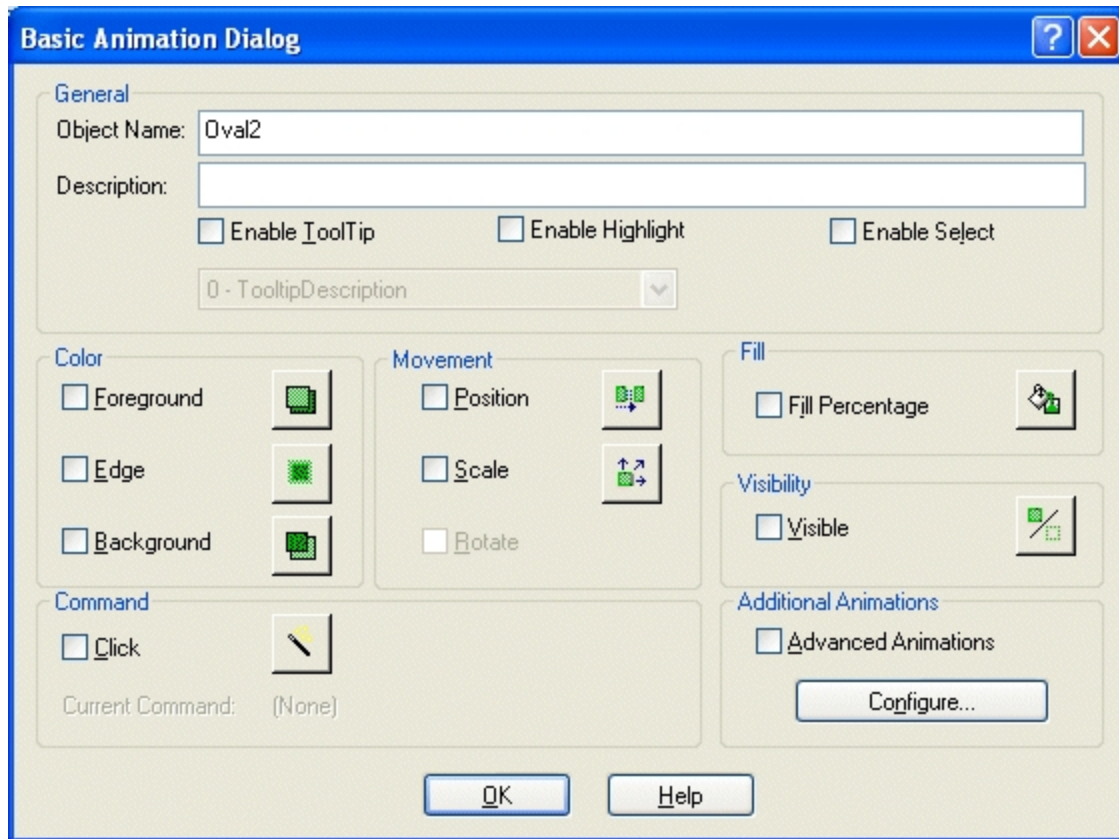 Basic Animation Dialog
General
Object Name: Oval2
Description:
Enable ToolTip Enable Highlight Enable Select
0 - TooltipDescription
Color
Foreground
Edge
Background
Movement
Position
Scale
Rotate
Fill
Fill Percentage
Visibility
Visible
Command
Click
Current Command: (None)
Additional Animations
Advanced Animations
Configure...
OK Help